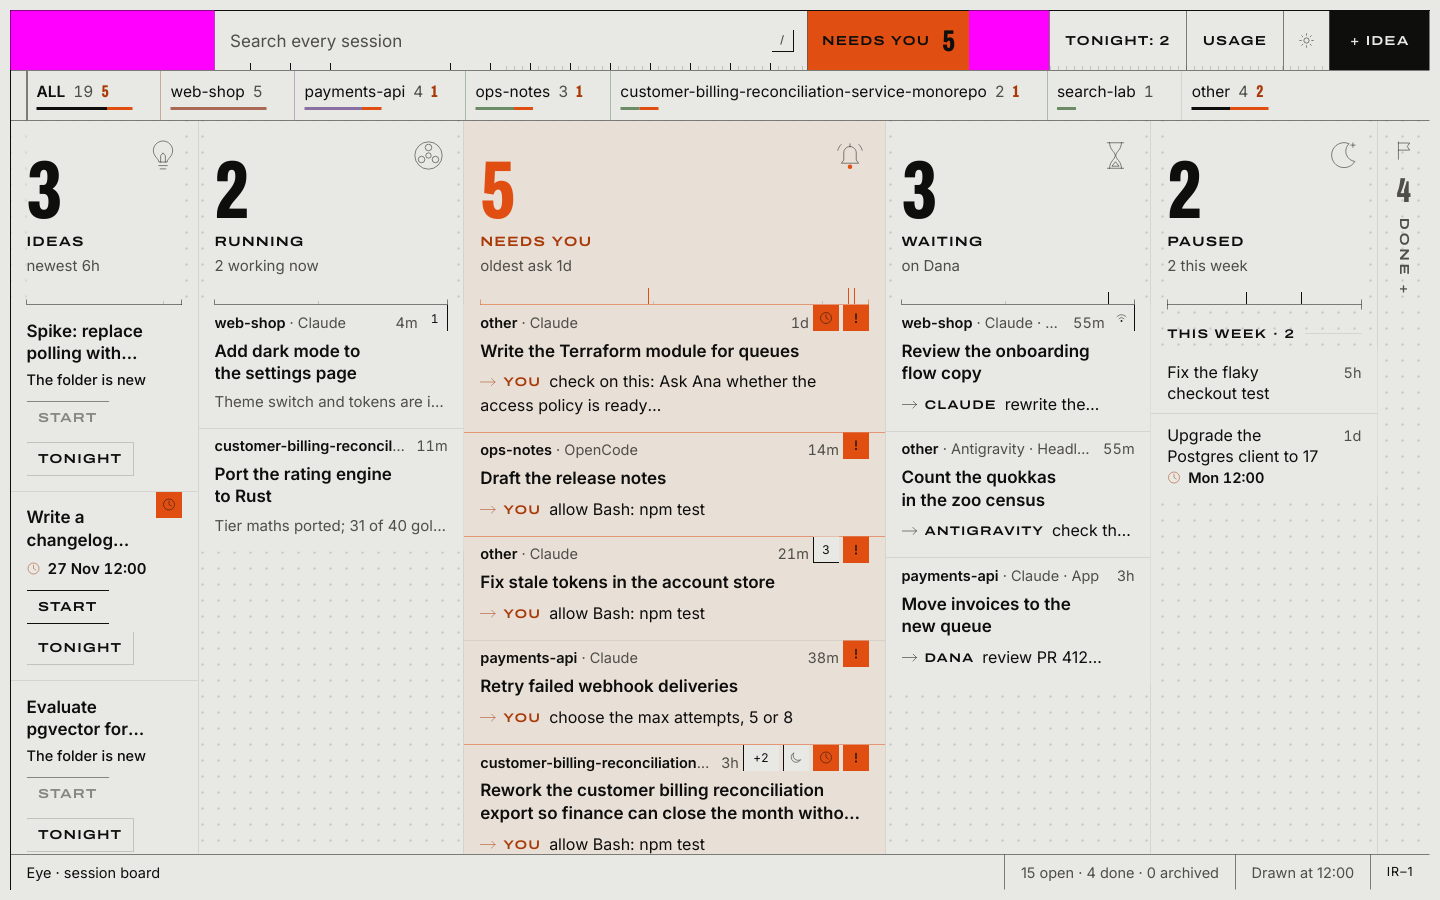 Search every session
/
NEEDS YOU 5
TONIGHT: 2
USAGE
+ IDEA
ALL 19 5
web-shop 5
payments-api 4 1
ops-notes 3 1
customer-billing-reconciliation-service-monorepo 2 1
search-lab 1
other 4 2
3
IDEAS
newest 6h
Spike: replace
polling with...
The folder is new
START
TONIGHT
Write a
changelog...
27 Nov 12:00
START
TONIGHT
Evaluate
pgvector for...
The folder is new
START
TONIGHT
2
RUNNING
2 working now
web-shop · Claude 4m 1
Add dark mode to
the settings page
Theme switch and tokens are i...
customer-billing-reconcil... 11m
Port the rating engine
to Rust
Tier maths ported; 31 of 40 gol...
5
NEEDS YOU
oldest ask 1d
other · Claude 1d !
Write the Terraform module for queues
→ YOU check on this: Ask Ana whether the
access policy is ready...
ops-notes · OpenCode 14m !
Draft the release notes
→ YOU allow Bash: npm test
other · Claude 21m 3 !
Fix stale tokens in the account store
→ YOU allow Bash: npm test
payments-api · Claude 38m !
Retry failed webhook deliveries
→ YOU choose the max attempts, 5 or 8
customer-billing-reconciliation... 3h +2 !
Rework the customer billing reconciliation
export so finance can close the month witho...
→ YOU allow Bash: npm test
3
WAITING
on Dana
web-shop · Claude · ... 55m
Review the onboarding
flow copy
→ CLAUDE rewrite the...
other · Antigravity · Headl... 55m
Count the quokkas
in the zoo census
→ ANTIGRAVITY check th...
payments-api · Claude · App 3h
Move invoices to the
new queue
→ DANA review PR 412...
2
PAUSED
2 this week
THIS WEEK · 2
Fix the flaky 5h
checkout test
Upgrade the 1d
Postgres client to 17
Mon 12:00
4 DONE +
Eye · session board
15 open · 4 done · 0 archived
Drawn at 12:00
IR–1